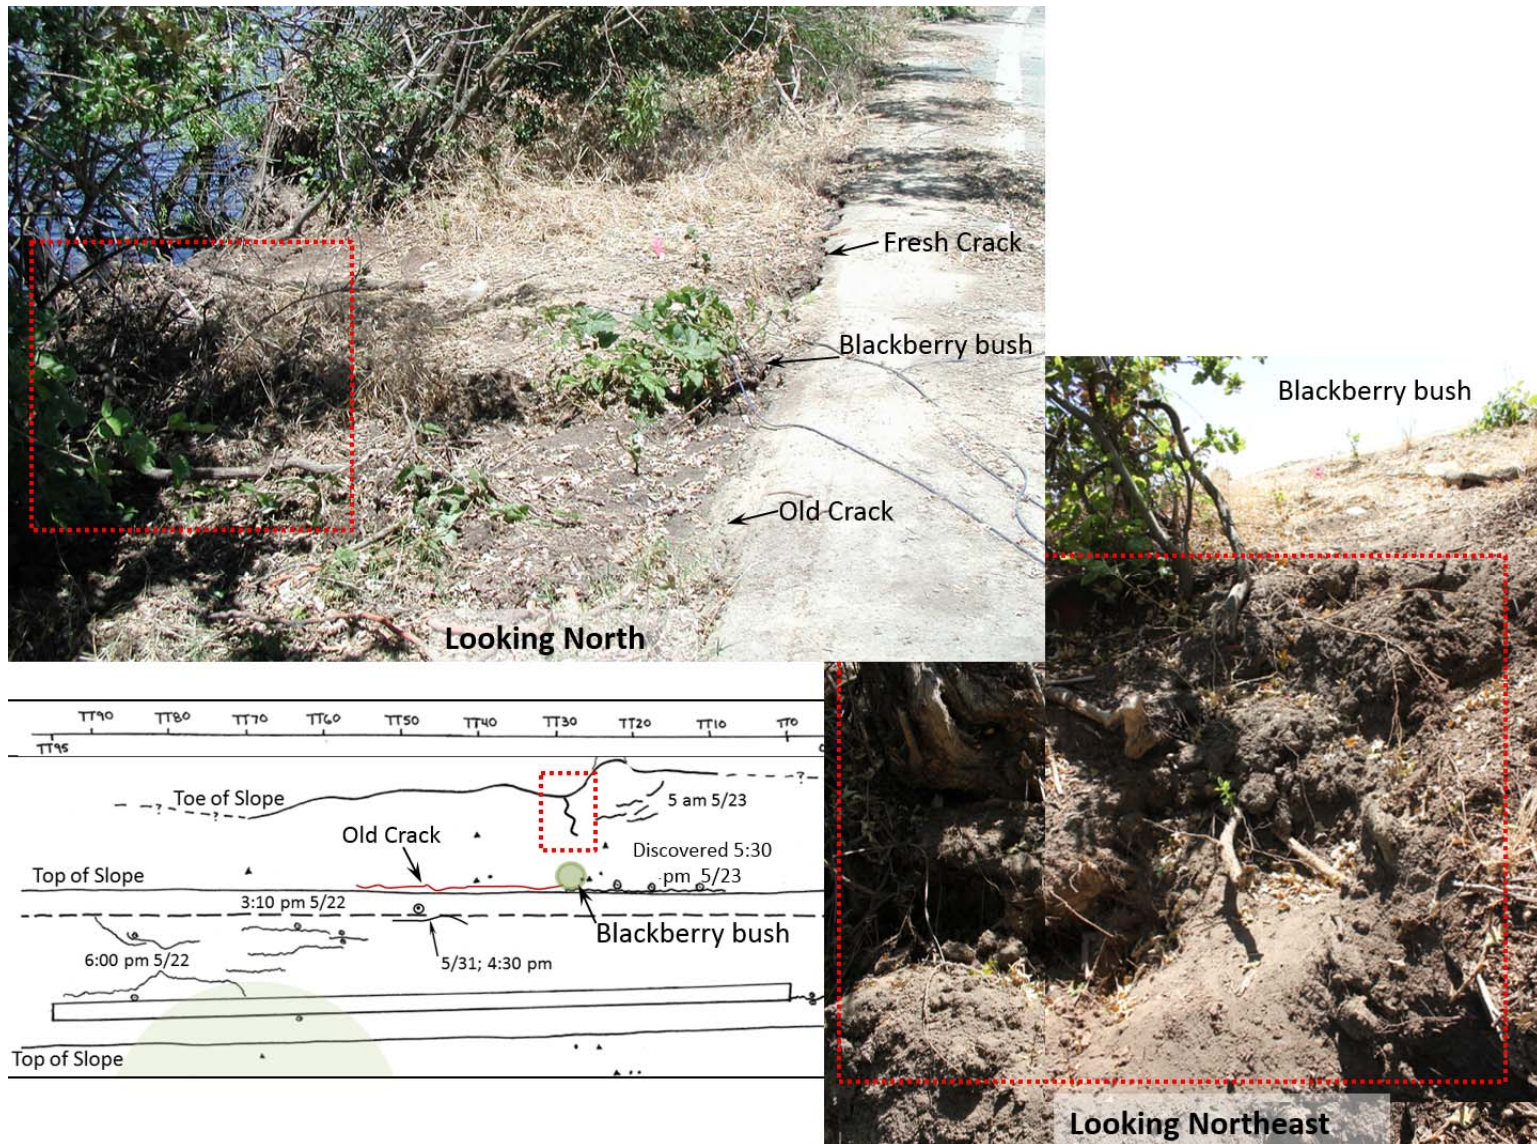 Fresh Crack
Blackberry bush
Old Crack
Looking North
Blackberry bush
Looking Northeast
TT90 TT80 TT70 TT60 TT50 TT40 TT30 TT20 TT10 TT0
TT95
Toe of Slope
5 am 5/23
Old Crack
Discovered 5:30
pm 5/23
Top of Slope
3:10 pm 5/22
Blackberry bush
6:00 pm 5/22
5/31; 4:30 pm
Top of Slope